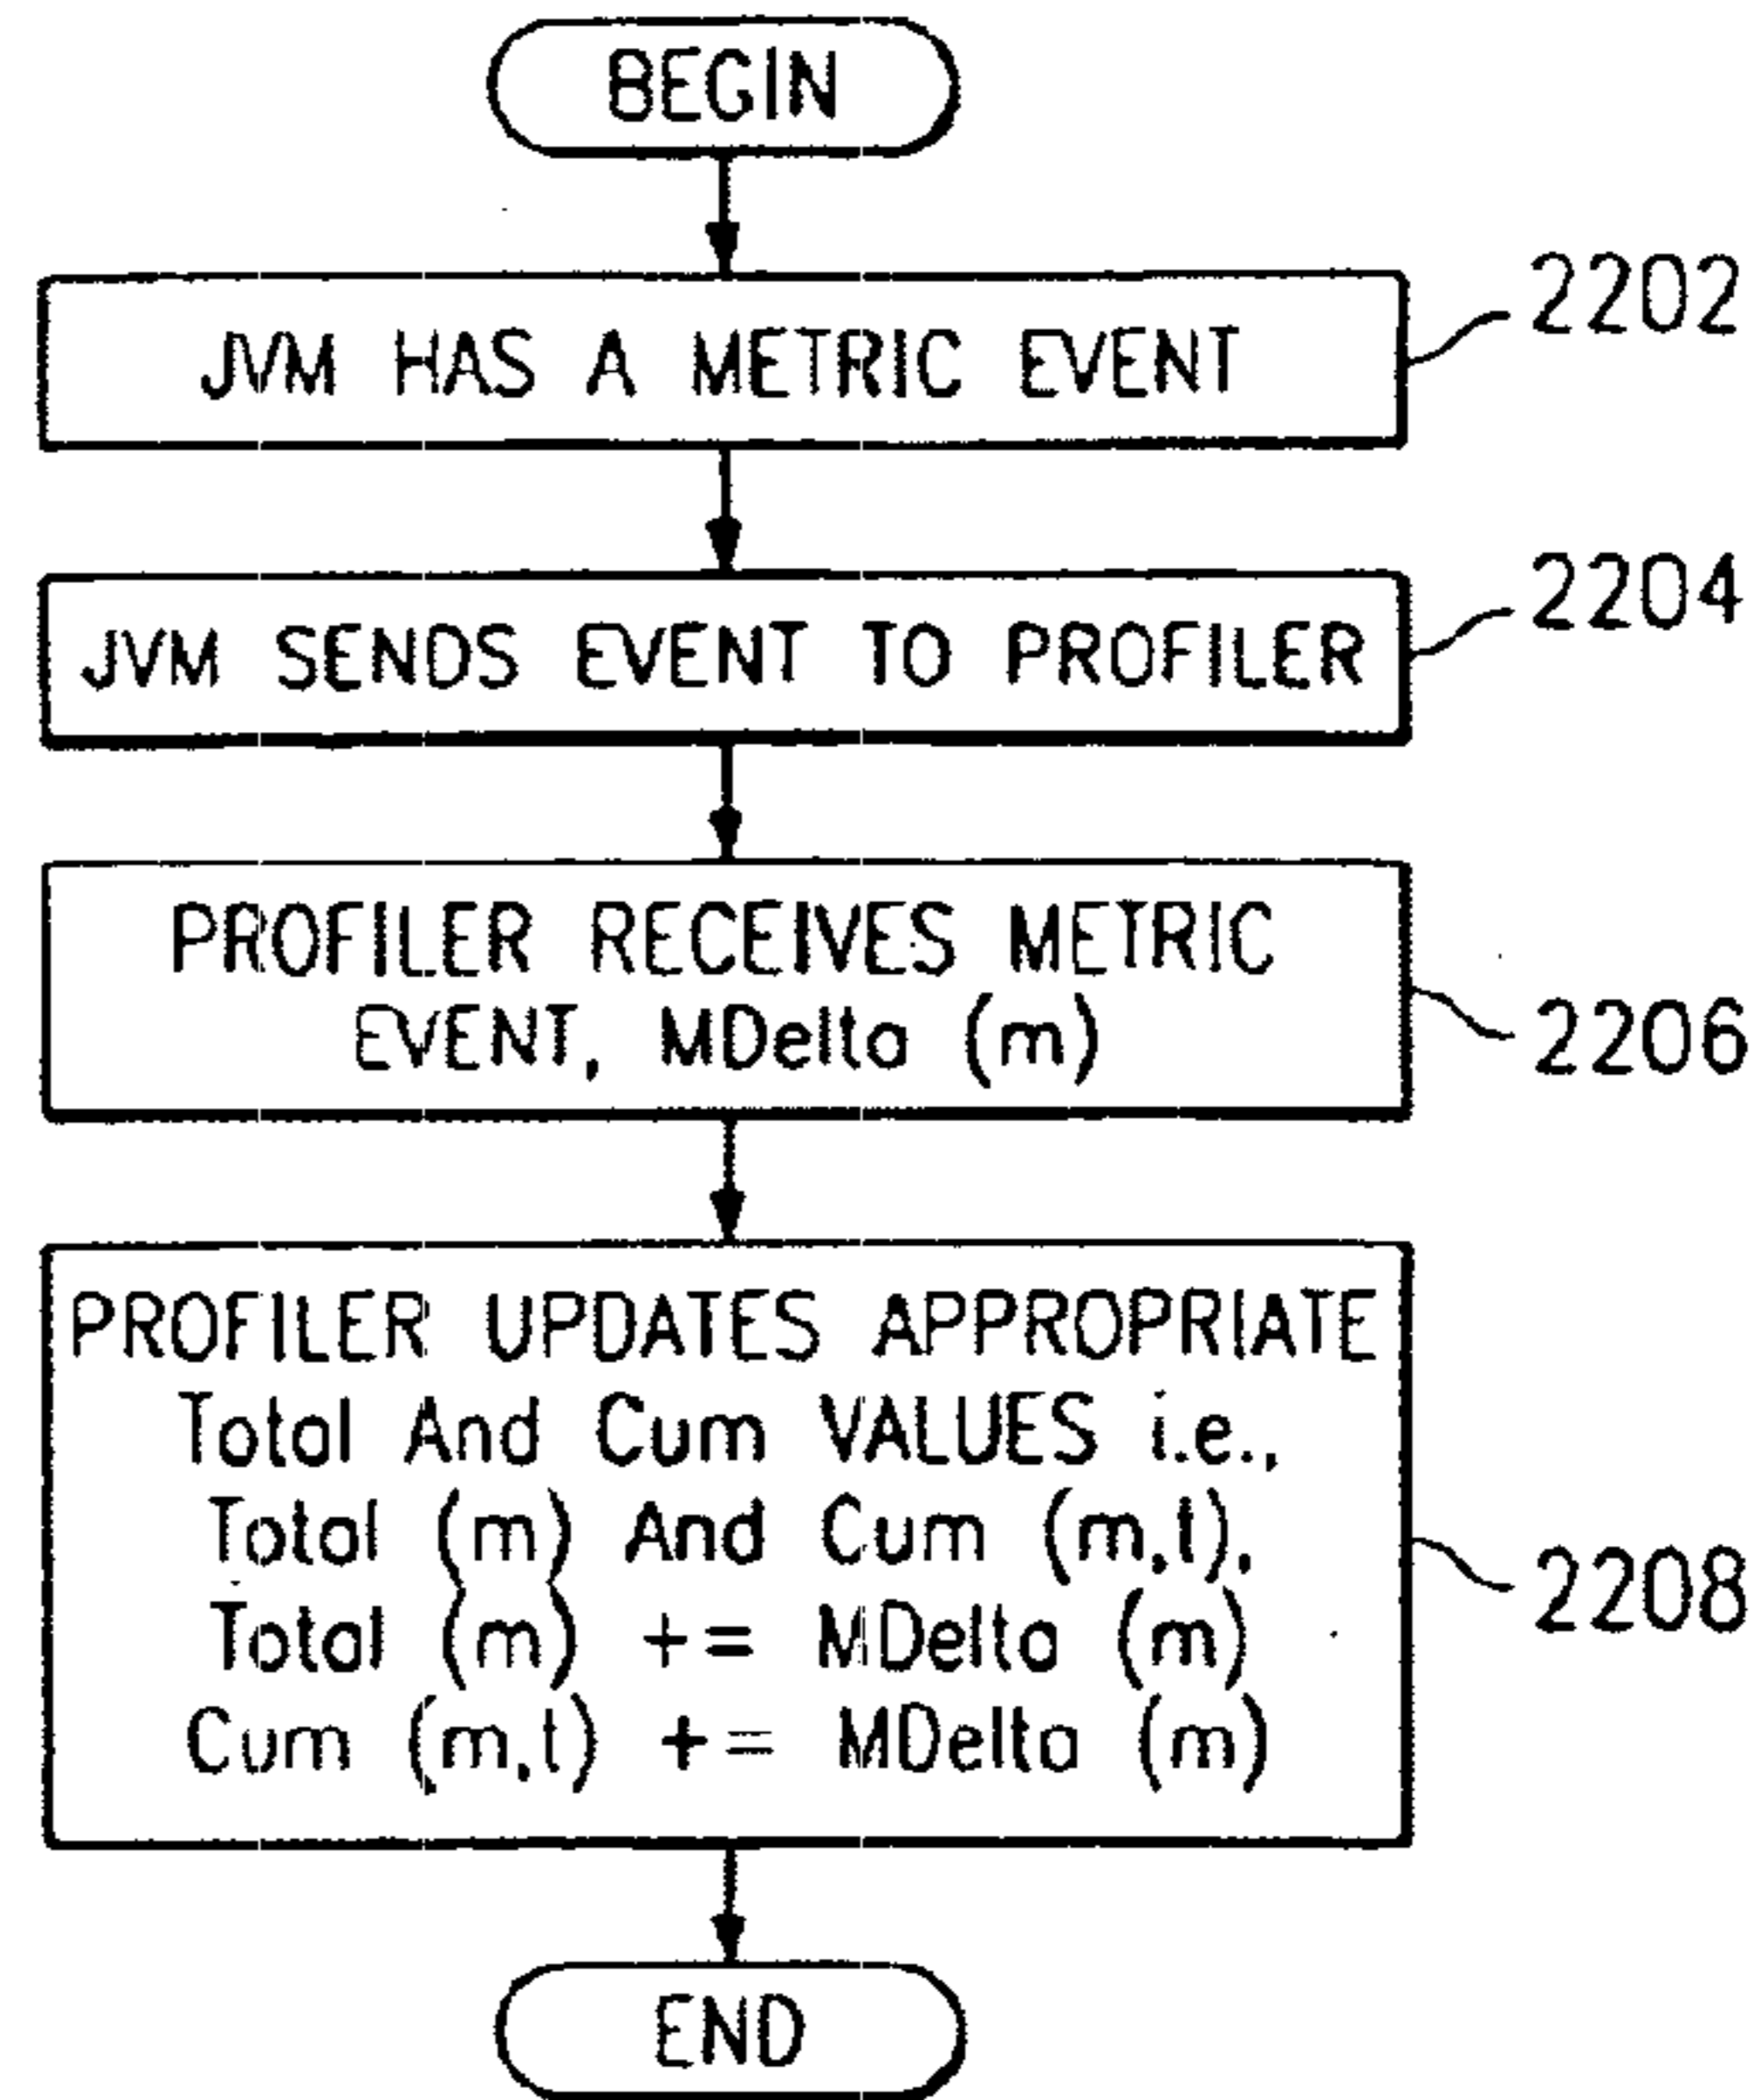 BEGIN
JVM HAS A METRIC EVENT
2202
JVM SENDS EVENT TO PROFILER
2204
PROFILER RECEIVES METRIC
EVENT, MDelta (m)
2206
PROFILER UPDATES APPROPRIATE
Total And Cum VALUES i.e.,
Total (m) And Cum (m,t),
Total (m) += MDelta (m)
Cum (m,t) += MDelta (m)
2208
END